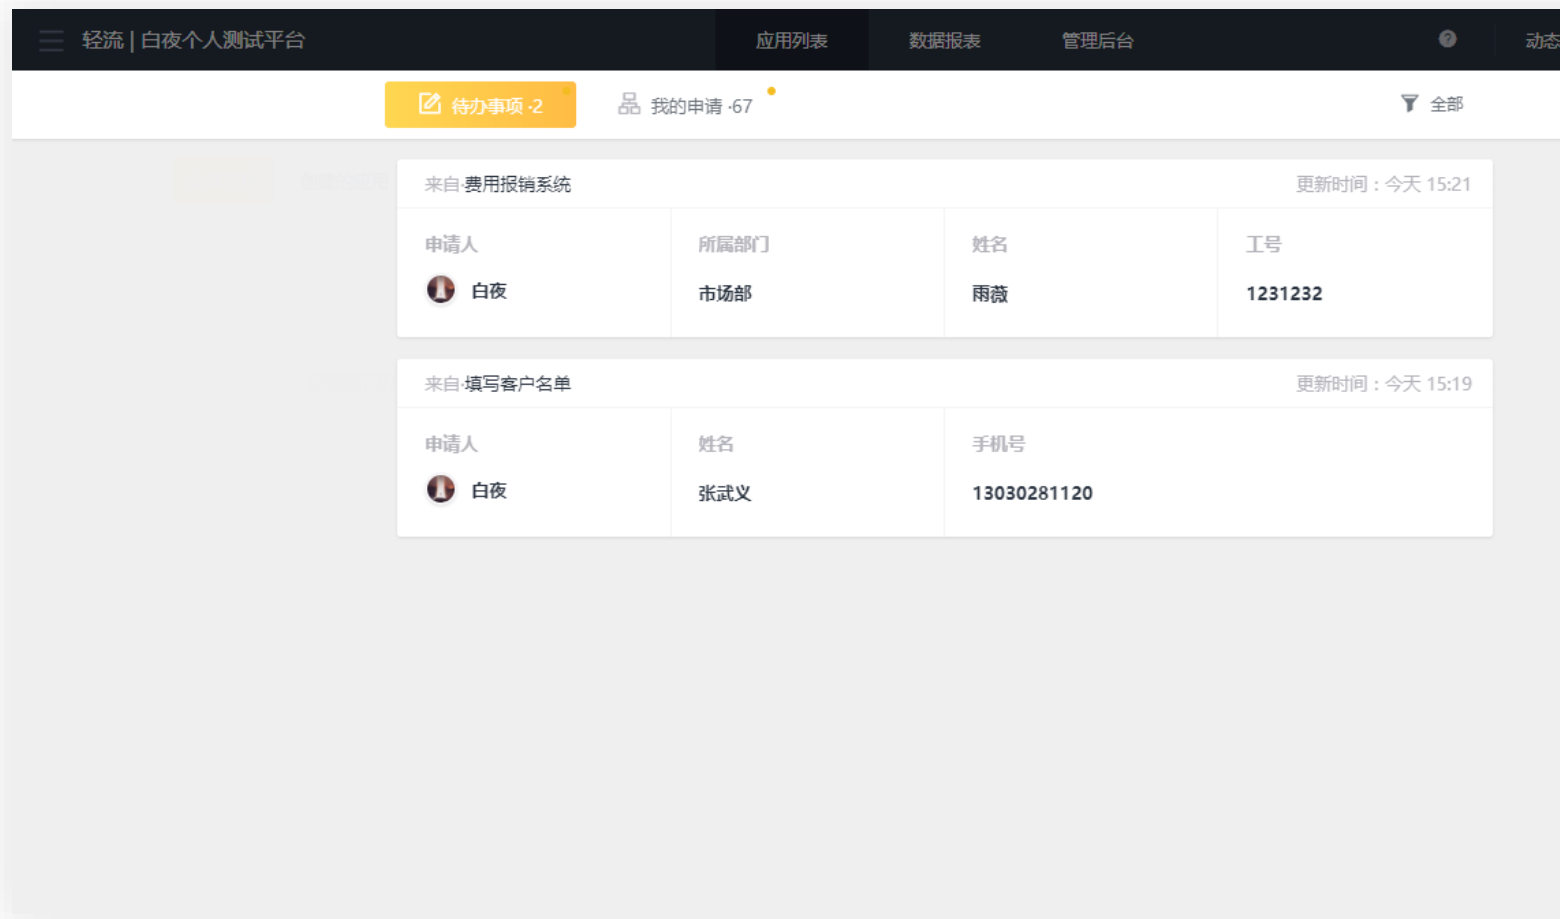 轻流 | 白夜个人测试平台 应用列表 数据报表 管理后台 动态
待办事项 ·2 我的申请 ·67 全部
来自·费用报销系统 更新时间：今天 15:21
申请人 所属部门 姓名 工号
白夜 市场部 雨薇 1231232
来自·填写客户名单 更新时间：今天 15:19
申请人 姓名 手机号
白夜 张武义 13030281120